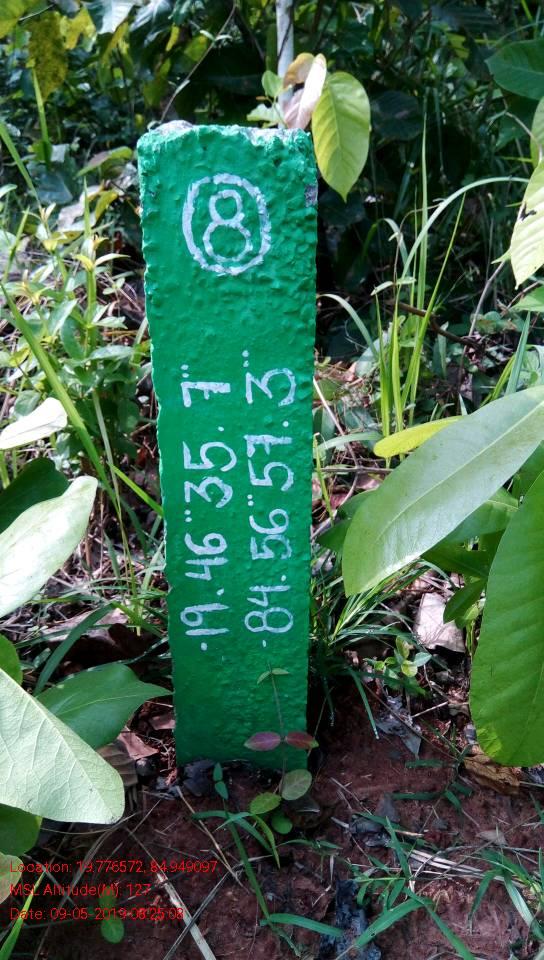 8
19.46"35.7"
84.56"57.3"
Location: 19.776572, 84.949097
MSL Altitude(M): 127
Date: 09-05-2019-08:25:08